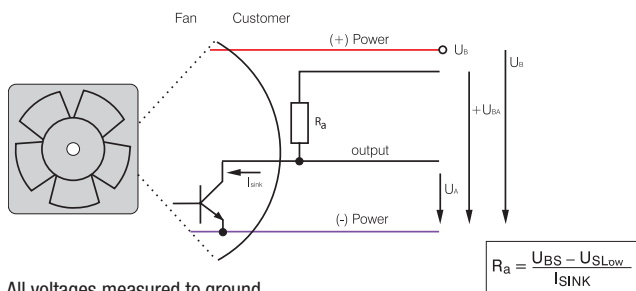 Fan Customer
(+) Power
UB
UB
Ra
+UBA
output
Isink
UA
(-) Power
Ra = UBS – USLow
ISINK
All voltages measured to ground